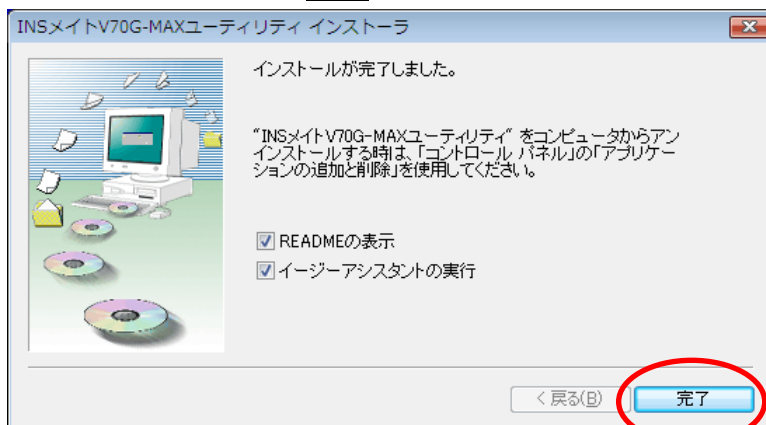 INSメイトV70G-MAXユーティリティ インストーラ
インストールが完了しました。
“INSメイトV70G-MAXユーティリティ” をコンピュータからアン
インストールする時は、「コントロール パネル」の「アプリケー
ションの追加と削除」を使用してください。
READMEの表示
イージーアシスタントの実行
< 戻る(B)
完了